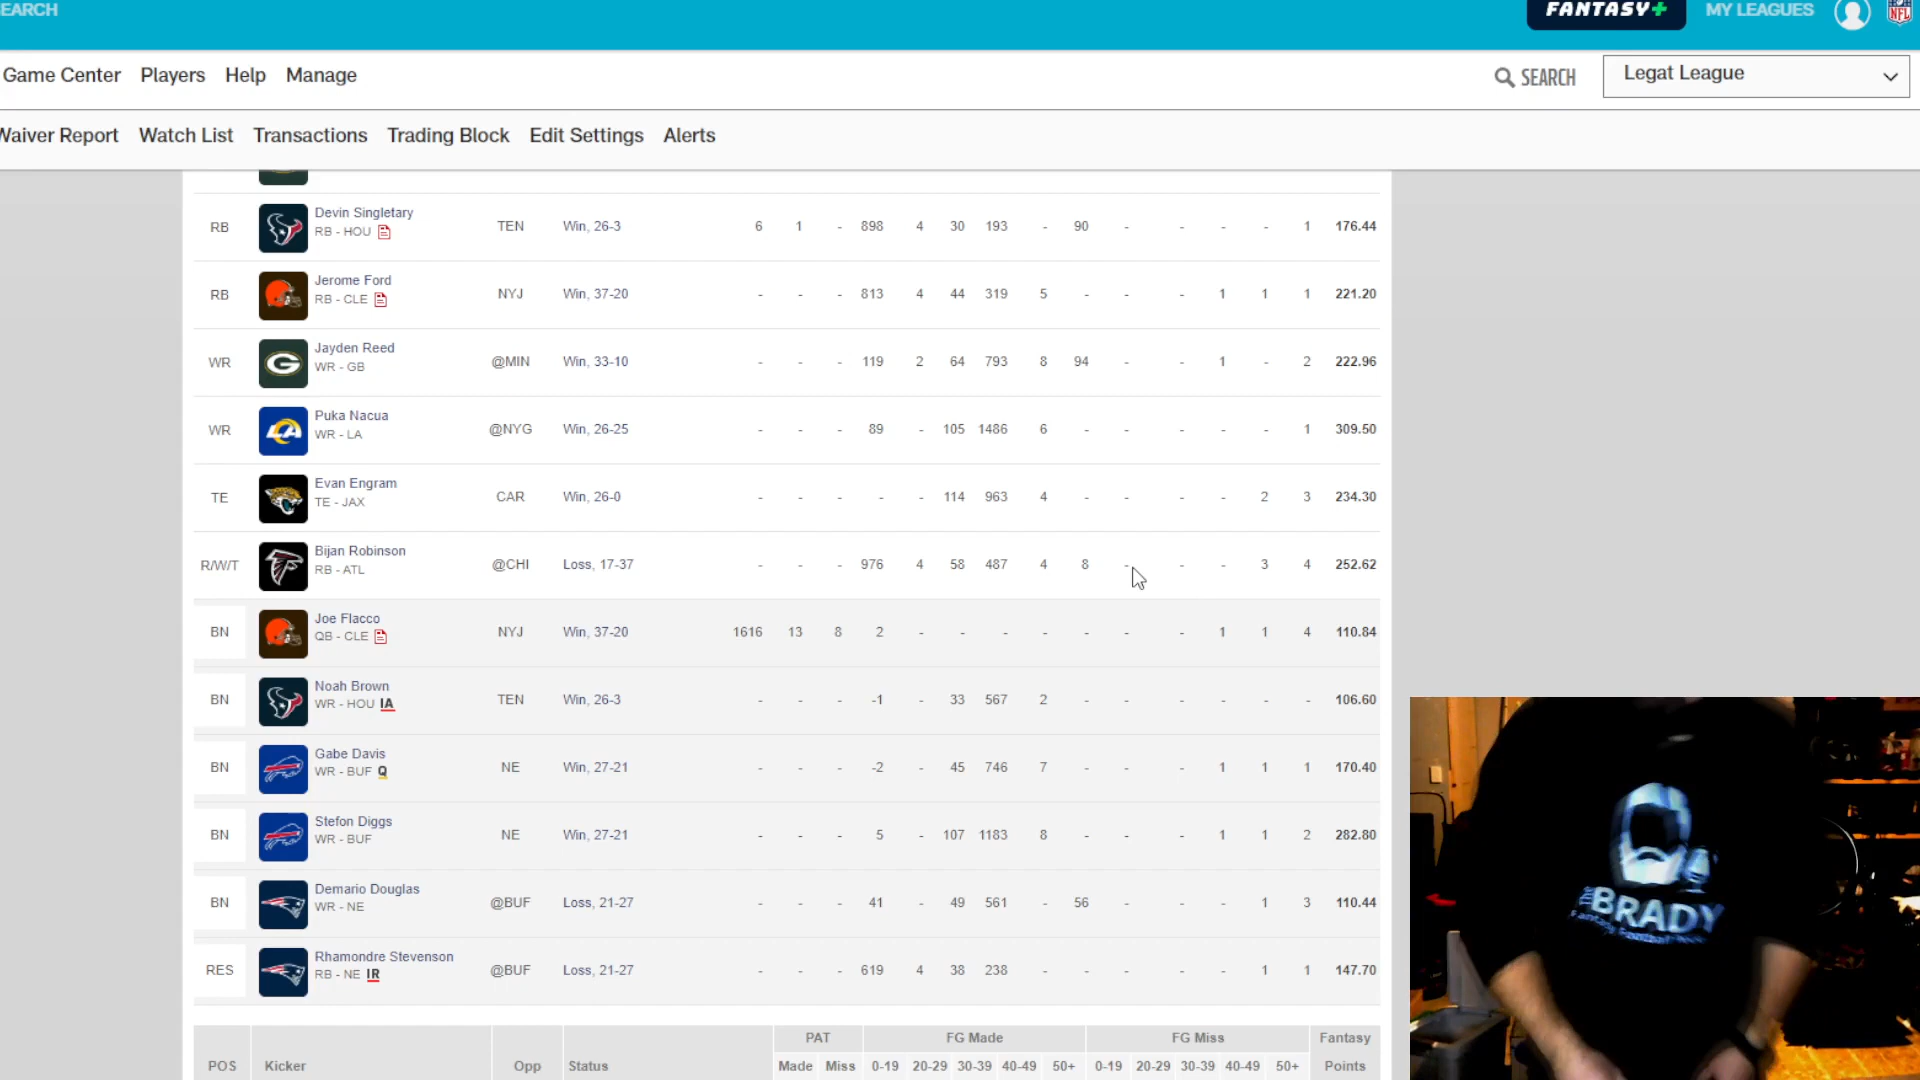 EARCH
FANTASY+
MY LEAGUES
NFL
Game Center Players Help Manage
SEARCH
Legat League
Waiver Report Watch List Transactions Trading Block Edit Settings Alerts
RB Devin Singletary TEN Win, 26-3 6 1 - 898 4 30 193 - 90 - - - - 1 176.44
RB - HOU
RB Jerome Ford NYJ Win, 37-20 - - - 813 4 44 319 5 - - - 1 1 1 221.20
RB - CLE
WR Jayden Reed @MIN Win, 33-10 - - - 119 2 64 793 8 94 - - 1 - 2 222.96
WR - GB
WR Puka Nacua @NYG Win, 26-25 - - - 89 - 105 1486 6 - - - - - 1 309.50
WR - LA
TE Evan Engram CAR Win, 26-0 - - - - - 114 963 4 - - - - 2 3 234.30
TE - JAX
R/W/T Bijan Robinson @CHI Loss, 17-37 - - - 976 4 58 487 4 8 - - - 3 4 252.62
RB - ATL
BN Joe Flacco NYJ Win, 37-20 1616 13 8 2 - - - - - - - 1 1 4 110.84
QB - CLE
BN Noah Brown TEN Win, 26-3 - - - -1 - 33 567 2 - - - - - - 106.60
WR - HOU IA
BN Gabe Davis NE Win, 27-21 - - - -2 - 45 746 7 - - - 1 1 1 170.40
WR - BUF Q
BN Stefon Diggs NE Win, 27-21 - - - 5 - 107 1183 8 - - - 1 1 2 282.80
WR - BUF
BN Demario Douglas @BUF Loss, 21-27 - - - 41 - 49 561 - 56 - - - 1 3 110.44
WR - NE
RES Rhamondre Stevenson @BUF Loss, 21-27 - - - 619 4 38 238 - - - - - 1 1 147.70
RB - NE IR
PAT FG Made FG Miss Fantasy
POS Kicker Opp Status Made Miss 0-19 20-29 30-39 40-49 50+ 0-19 20-29 30-39 40-49 50+ Points
THE BRADY
Fantasy Football